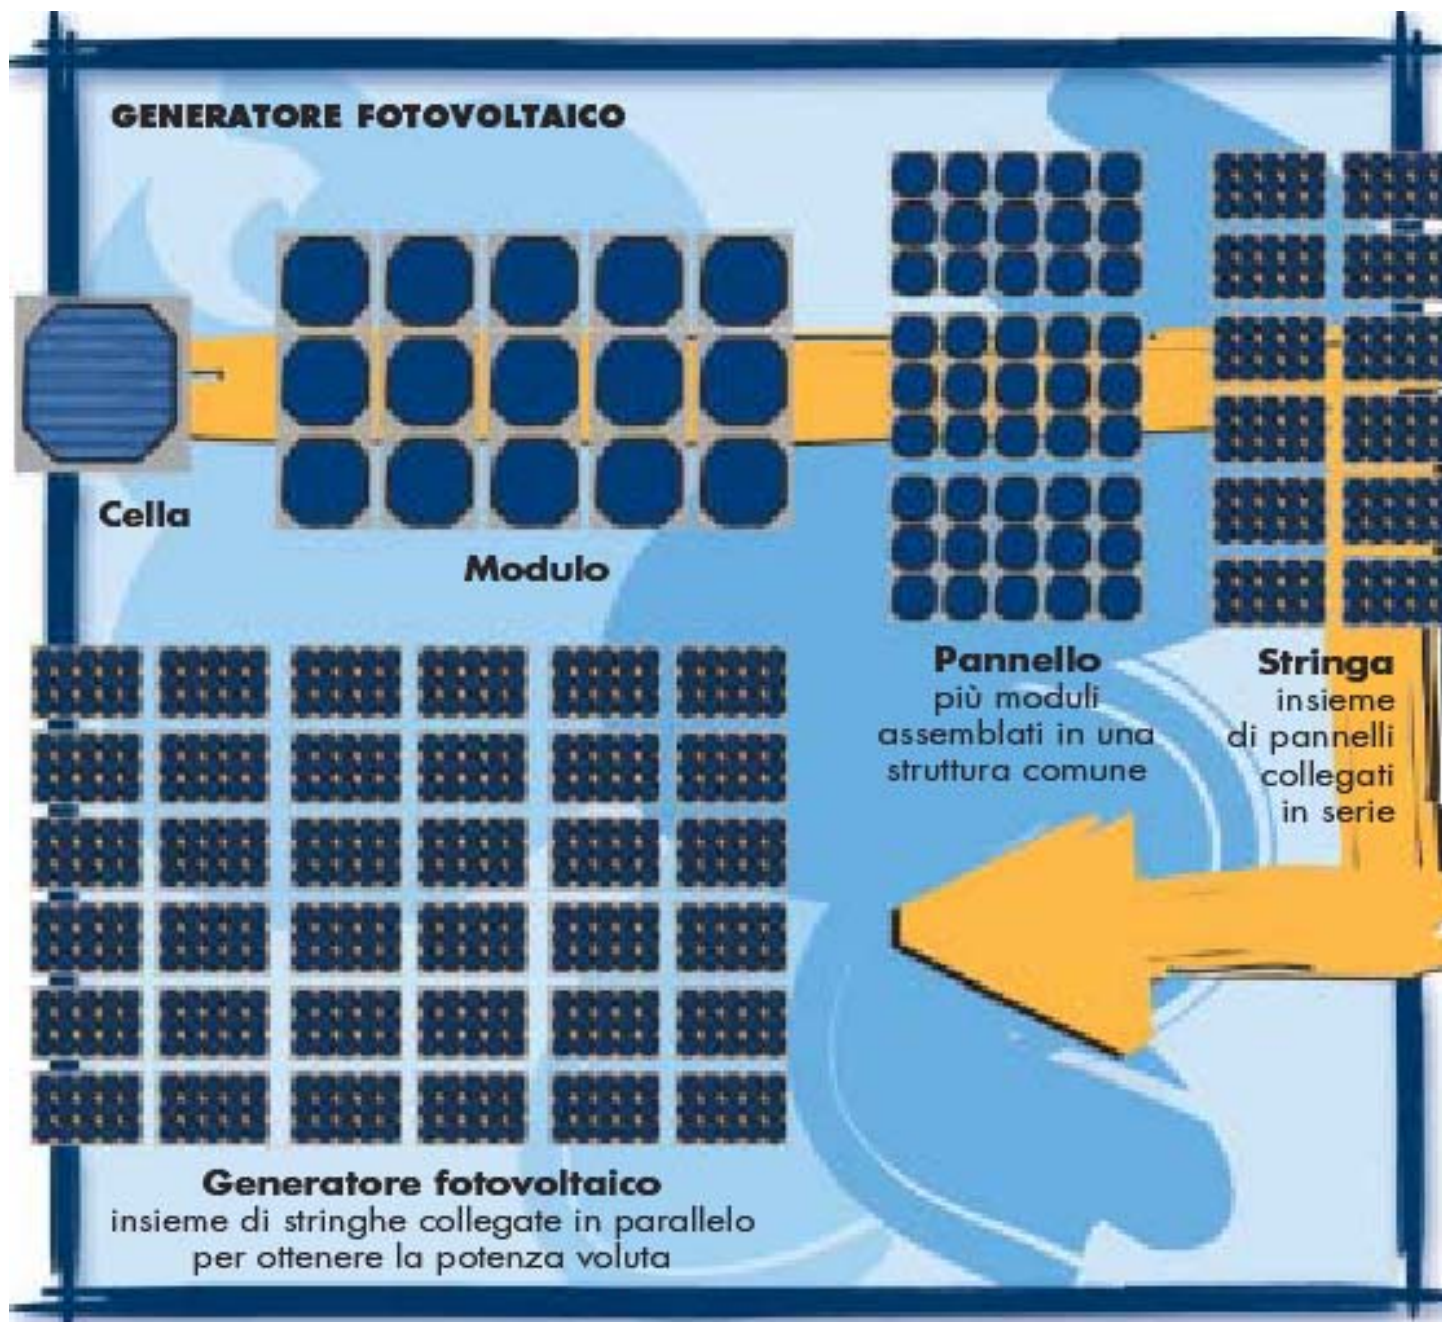 GENERATORE FOTOVOLTAICO
Cella
Modulo
Pannello
più moduli
assemblati in una
struttura comune
Stringa
insieme
di pannelli
collegati
in serie
Generatore fotovoltaico
insieme di stringhe collegate in parallelo
per ottenere la potenza voluta